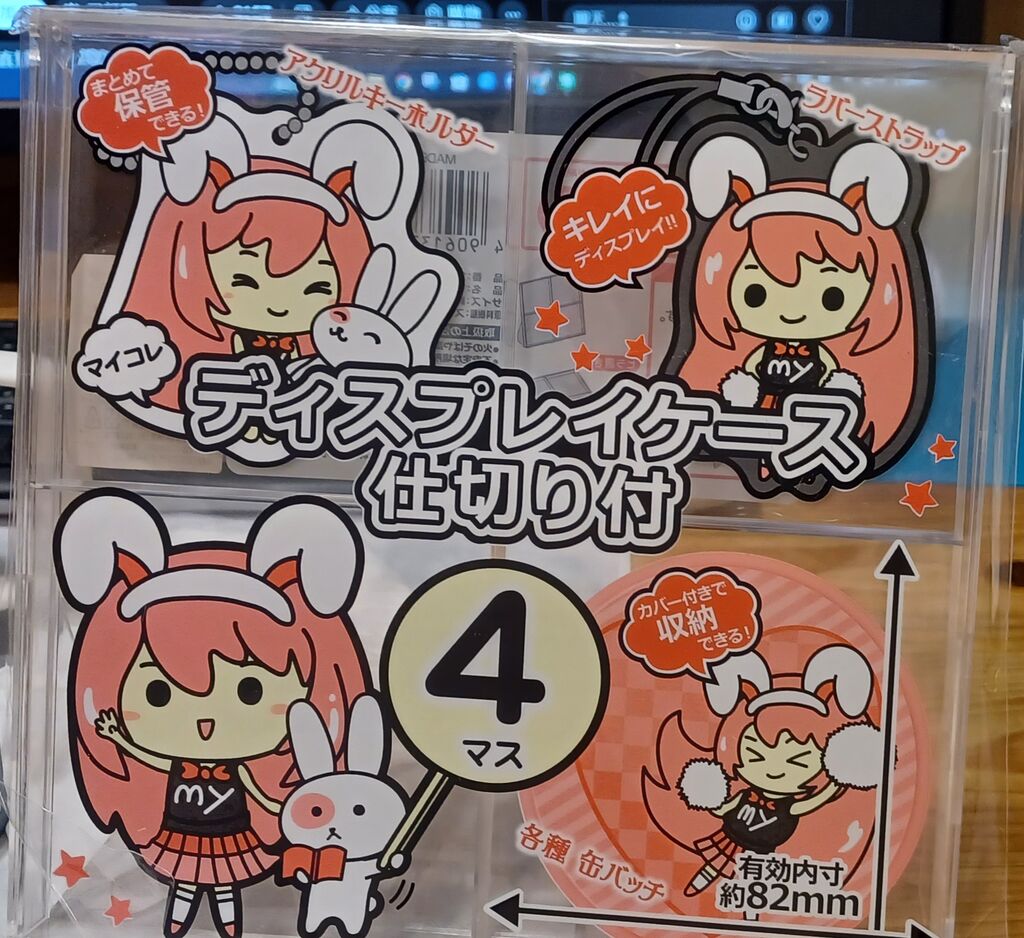 まとめて
保管
できる!
アクリルキーホルダー
ラバーストラップ
キレイに
ディスプレイ!!
マイコレ
my
ディスプレイケース
仕切り付
4
マス
my
カバー付きで
収納
できる!
my
各種 缶バッチ
有効内寸
約82mm